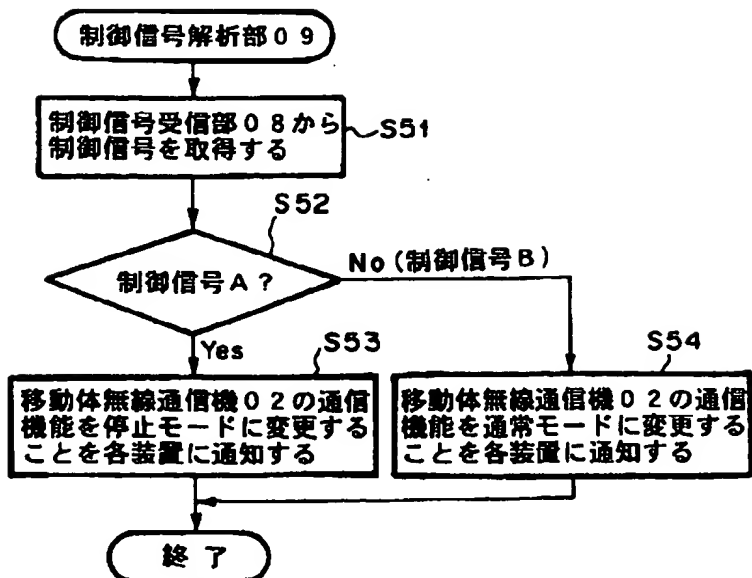 制御信号解析部09
制御信号受信部08から
制御信号を取得する
S51
S52
制御信号A?
No(制御信号B)
Yes
S53
移動体無線通信機02の通信
機能を停止モードに変更する
ことを各装置に通知する
S54
移動体無線通信機02の通信
機能を通常モードに変更する
ことを各装置に通知する
終了